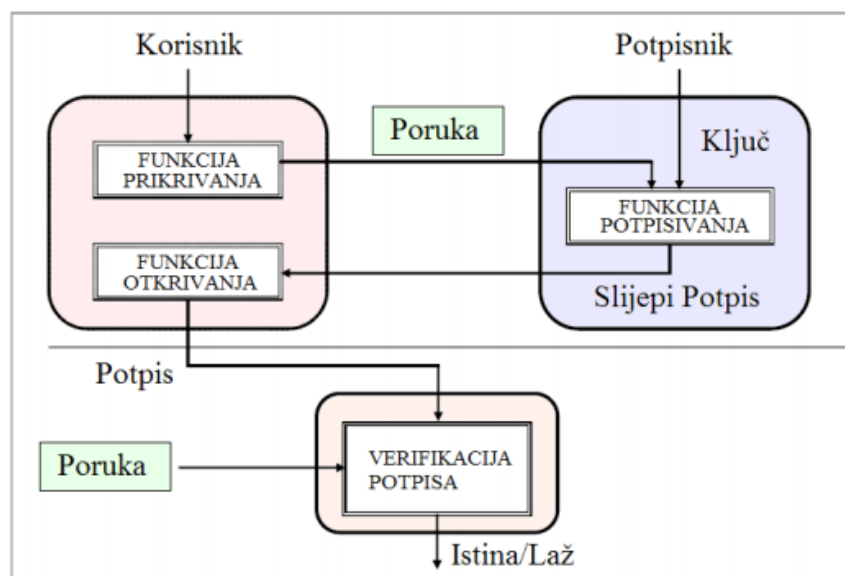 Korisnik
Potpisnik
Poruka
Ključ
FUNKCIJA
PRIKRIVANJA
FUNKCIJA
POTPISIVANJA
FUNKCIJA
OTKRIVANJA
Slijepi Potpis
Potpis
Poruka
VERIFIKACIJA
POTPISA
Istina/Laž